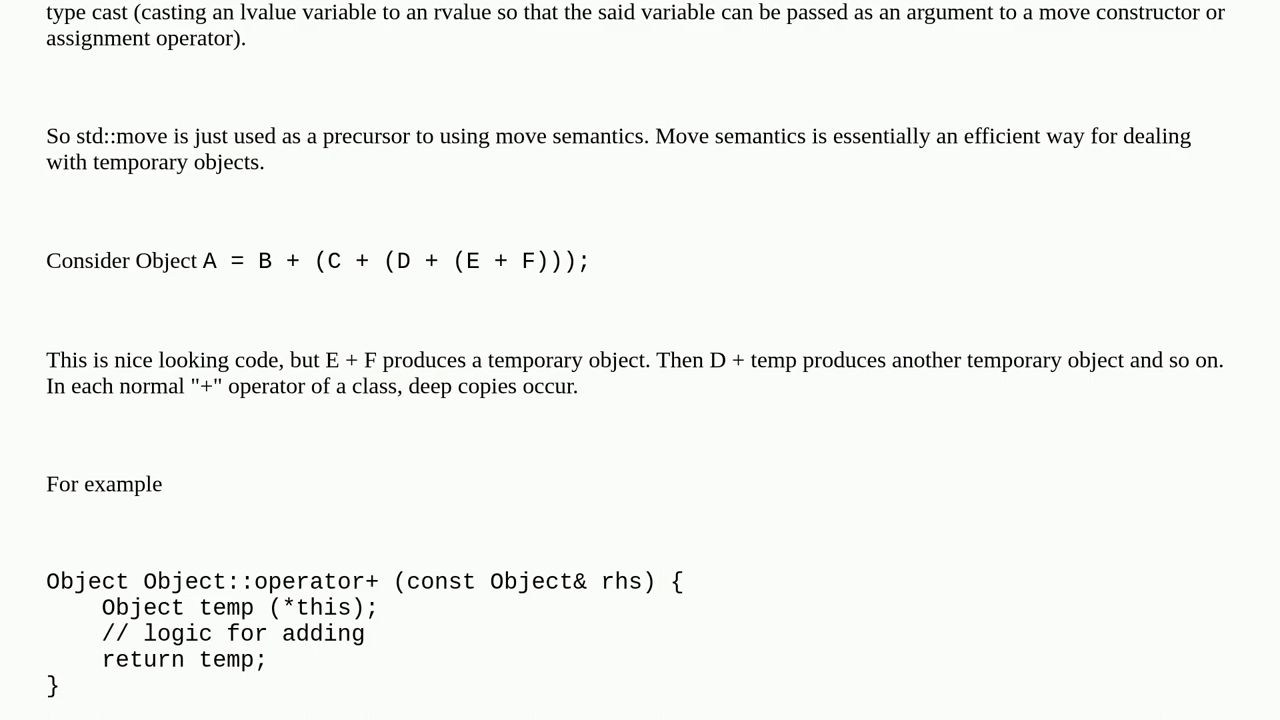 type cast (casting an lvalue variable to an rvalue so that the said variable can be passed as an argument to a move constructor or
assignment operator).
So std::move is just used as a precursor to using move semantics. Move semantics is essentially an efficient way for dealing
with temporary objects.
Consider Object A = B + (C + (D + (E + F)));
This is nice looking code, but E + F produces a temporary object. Then D + temp produces another temporary object and so on.
In each normal "+" operator of a class, deep copies occur.
For example
Object Object::operator+ (const Object& rhs) {
    Object temp (*this);
    // logic for adding
    return temp;
}